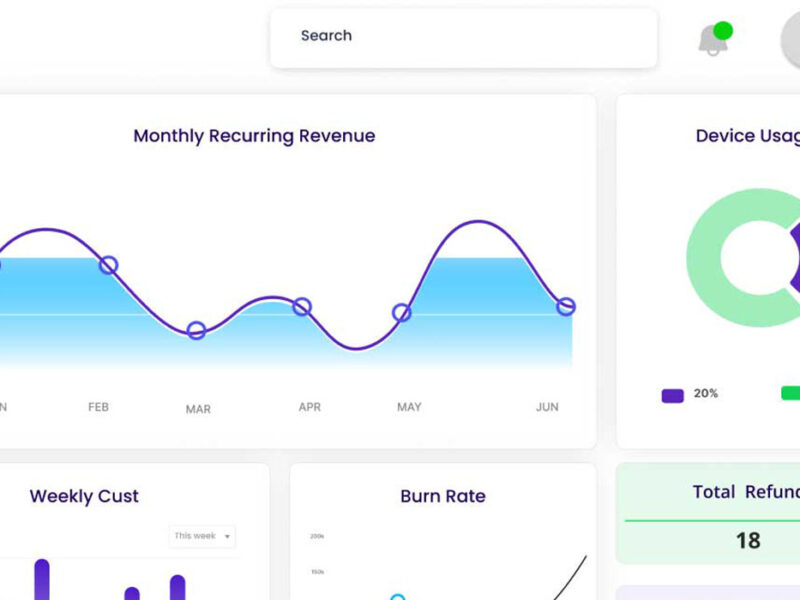 Search
Monthly Recurring Revenue
Device Usag
N
FEB
MAR
APR
MAY
JUN
20%
Weekly Cust
Burn Rate
Total Refund
18
This week
200k
150k